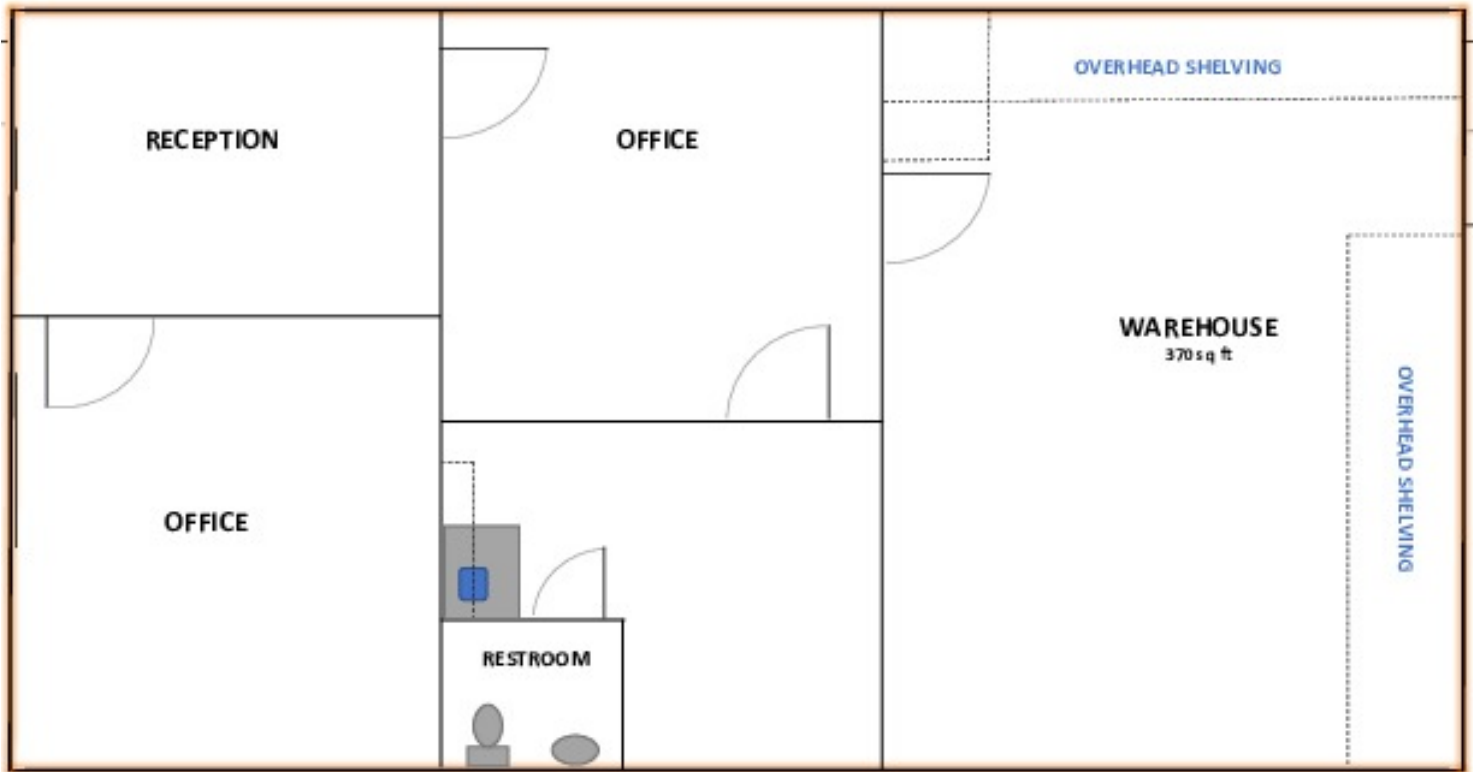 OVERHEAD SHELVING
RECEPTION
OFFICE
WAREHOUSE
370 sq ft
OVERHEAD SHELVING
OFFICE
RESTROOM